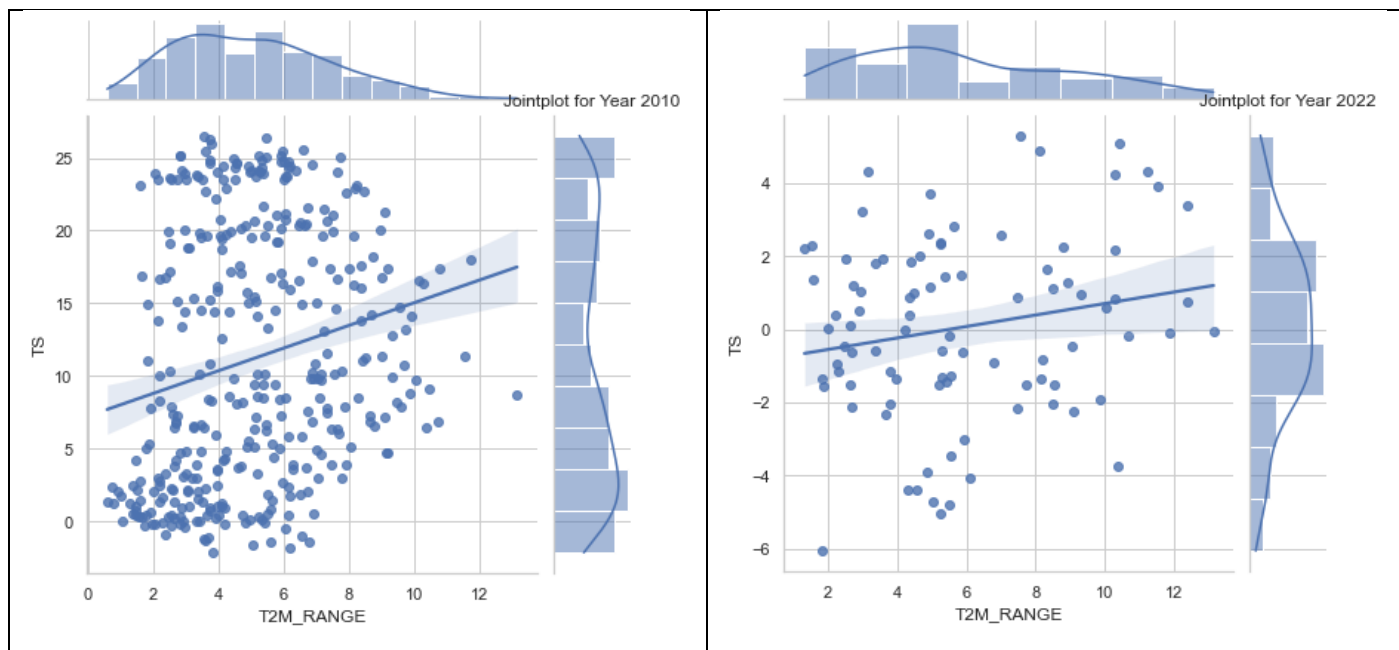 Jointplot for Year 2010
25
20
15
10
5
0
TS
0 2 4 6 8 10 12
T2M_RANGE
Jointplot for Year 2022
4
2
0
−2
−4
−6
TS
2 4 6 8 10 12
T2M_RANGE